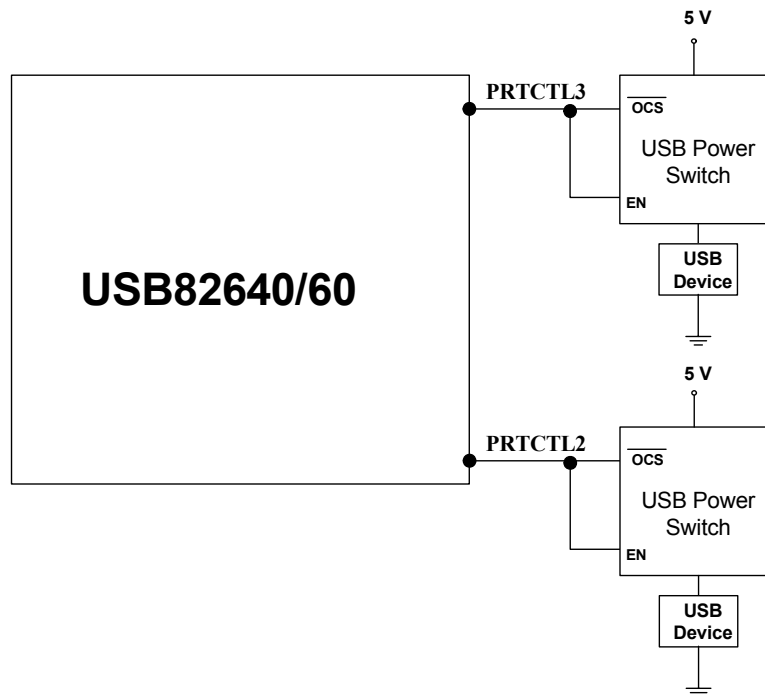 5 V
PRTCTL3
OCS
USB Power
Switch
EN
USB
Device
USB82640/60
5 V
PRTCTL2
OCS
USB Power
Switch
EN
USB
Device